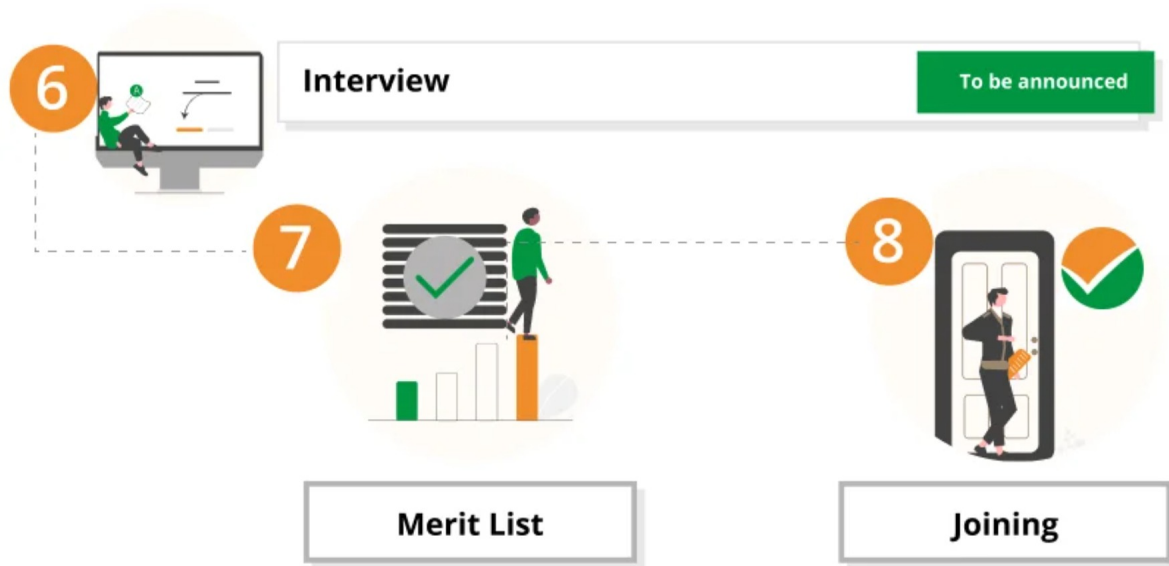 6
Interview
To be announced
A
7
8
Merit List
Joining